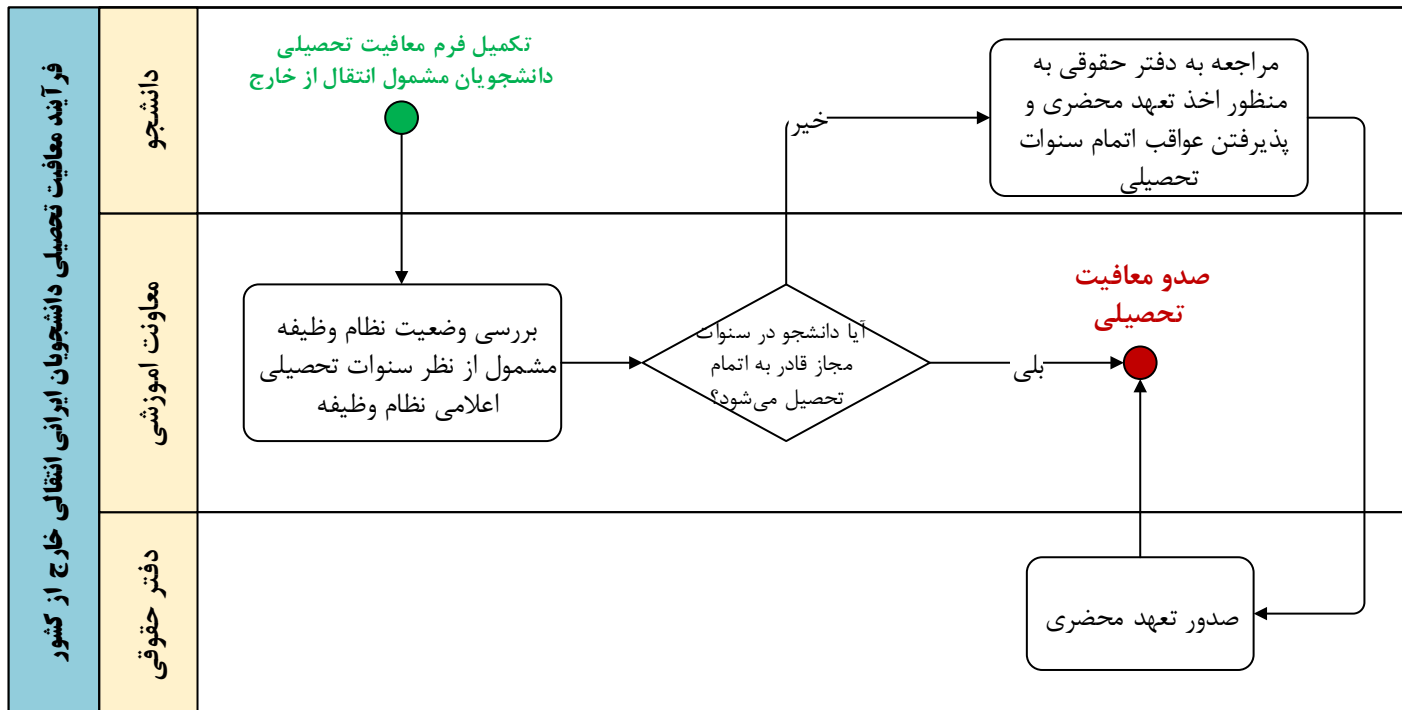 فرآیند معافیت تحصیلی دانشجویان ایرانی انتقالی خارج از کشور
دانشجو
تکمیل فرم معافیت تحصیلی
دانشجویان مشمول انتقال از خارج
خیر
مراجعه به دفتر حقوقی به
منظور اخذ تعهد محضری و
پذیرفتن عواقب اتمام سنوات
تحصیلی
معاونت اموزشی
بررسی وضعیت نظام وظیفه
مشمول از نظر سنوات تحصیلی
اعلامی نظام وظیفه
آیا دانشجو در سنوات
مجاز قادر به اتمام
تحصیل می‌شود؟
بلی
صدو معافیت
تحصیلی
دفتر حقوقی
صدور تعهد محضری